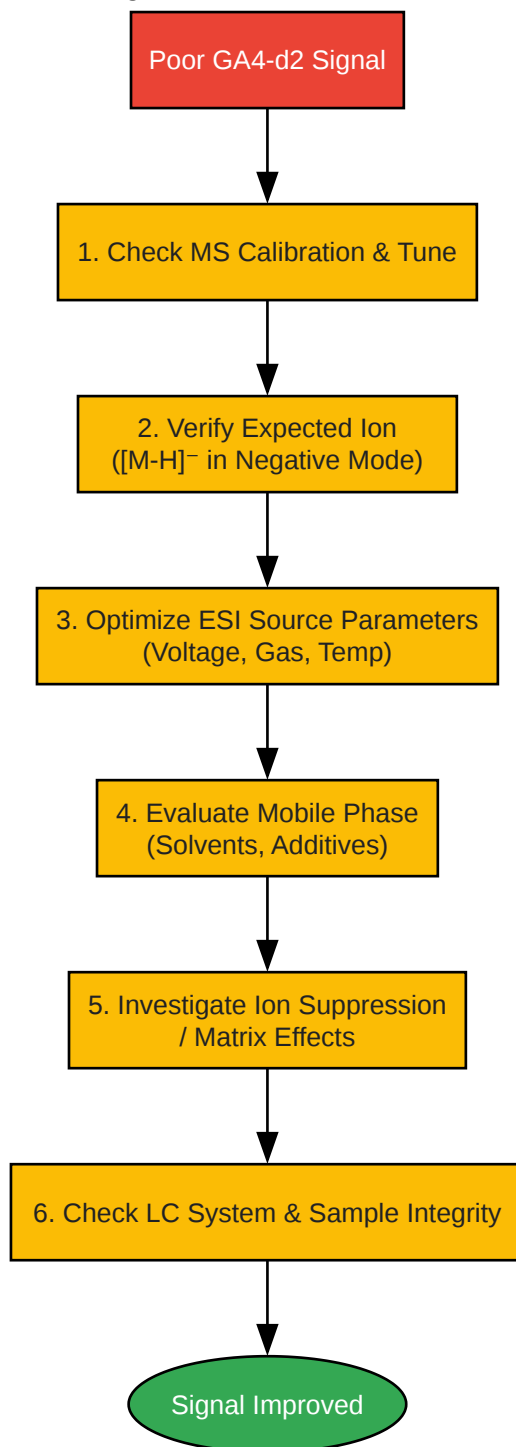 Poor GA4-d2 Signal
1. Check MS Calibration & Tune
2. Verify Expected Ion
([M-H]⁻ in Negative Mode)
3. Optimize ESI Source Parameters
(Voltage, Gas, Temp)
4. Evaluate Mobile Phase
(Solvents, Additives)
5. Investigate Ion Suppression
/ Matrix Effects
6. Check LC System & Sample Integrity
Signal Improved